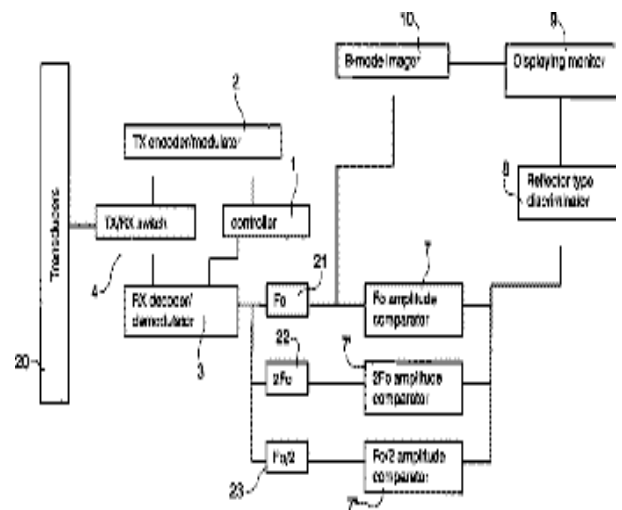 10
9
B-mode Imager
Displaying monitor
2
TX encoder/modulator
8
Reflector type
discriminator
1
TX/RX switch
controller
Transducers
21
7
4
RX decoder/
demodulator
Fo
Fo amplitude
comparator
3
22
7'
2Fo
2Fo amplitude
comparator
20
Fo/2
Fo/2 amplitude
comparator
23
7"